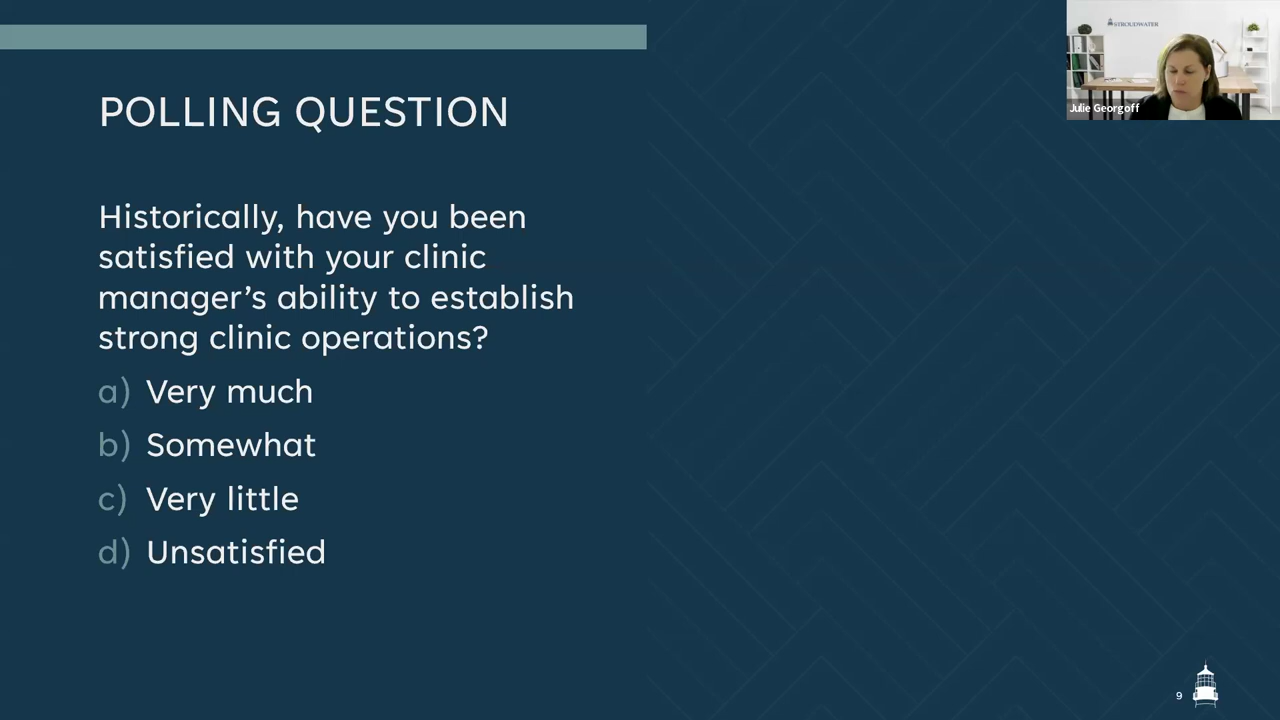 STROUDWATER
Julie Georgoff
POLLING QUESTION
Historically, have you been
satisfied with your clinic
manager’s ability to establish
strong clinic operations?
a) Very much
b) Somewhat
c) Very little
d) Unsatisfied
9